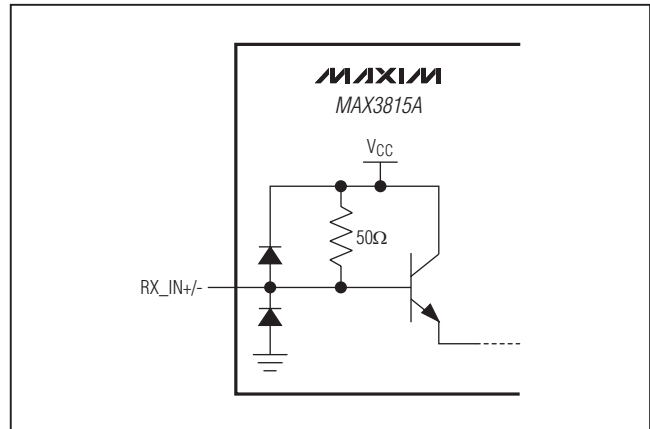 MAXIM
MAX3815A
VCC
50Ω
RX_IN+/-